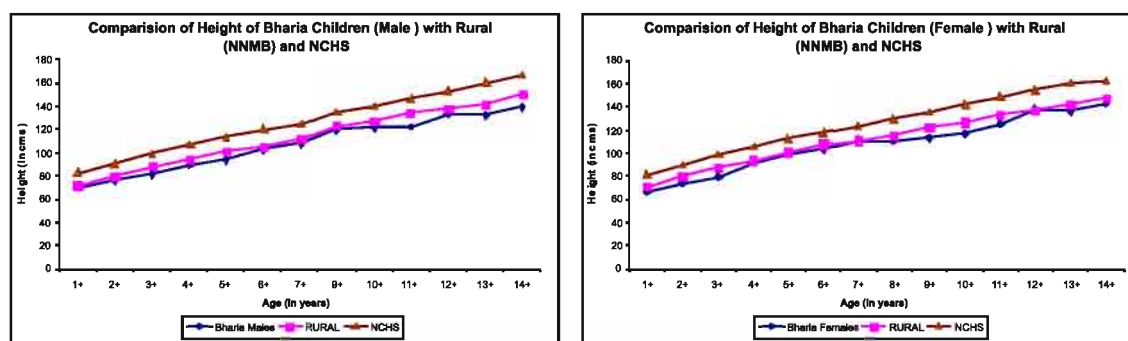 Comparision of Height of Bharia Children (Male ) with Rural
(NNMB) and NCHS
Height (In cms)
180
160
140
120
100
80
60
40
20
0
1+ 2+ 3+ 4+ 5+ 6+ 7+ 8+ 9+ 10+ 11+ 12+ 13+ 14+
Age (in years)
Bharia Males RURAL NCHS
Comparision of Height of Bharia Children (Female ) with Rural
(NNMB) and NCHS
Height (in cms)
180
160
140
120
100
80
60
40
20
0
1+ 2+ 3+ 4+ 5+ 6+ 7+ 8+ 9+ 10+ 11+ 12+ 13+ 14+
Age (in years)
Bharia Females RURAL NCHS